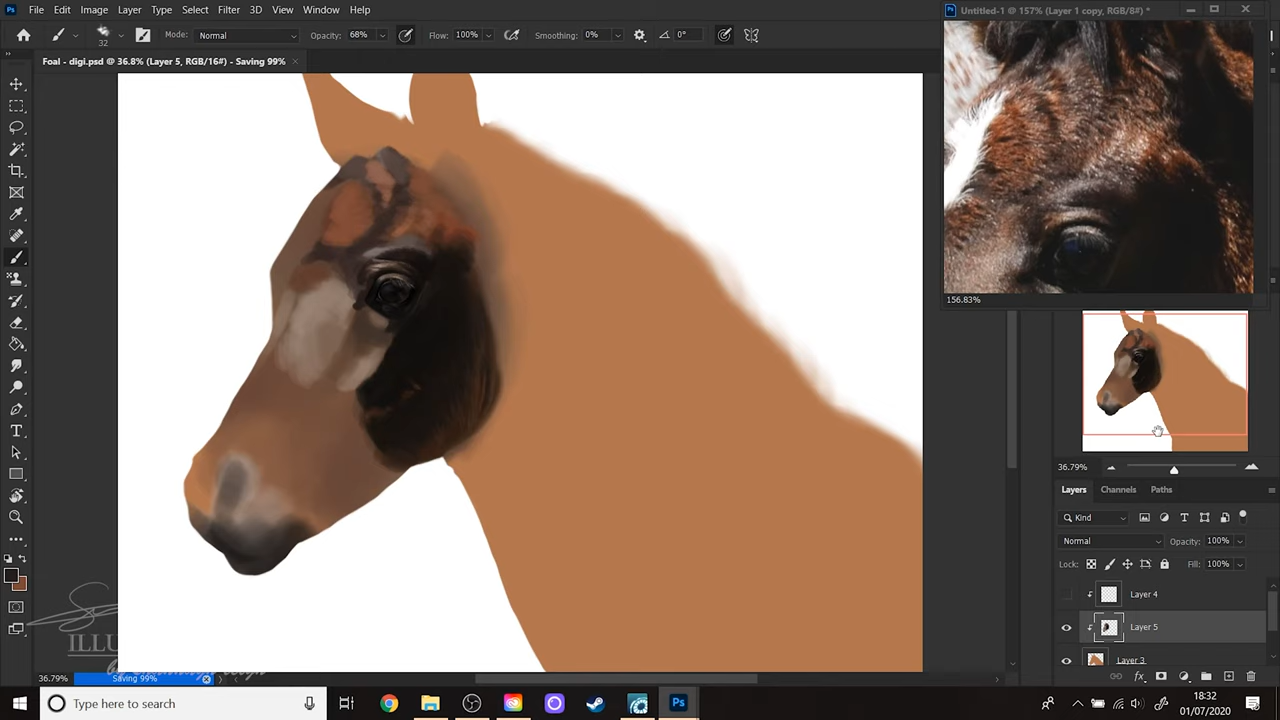 File Edit Image Layer Type Select Filter 3D View Window Help
Untitled-1 @ 157% (Layer 1 copy, RGB/8#) *
32 Mode: Normal Opacity: 68% Flow: 100% Smoothing: 0% 0°
Foal - digi.psd @ 36.8% (Layer 5, RGB/16#) - Saving 99%
156.83%
36.79%
Layers Channels Paths
Kind
Normal Opacity: 100%
Lock: Fill: 100%
Layer 4
Layer 5
Layer 3
ILLU
36.79% Saving 99%
Type here to search
18:32
01/07/2020